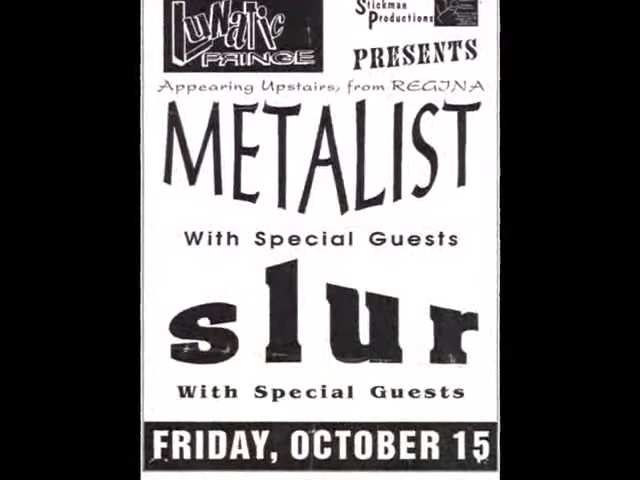 Lunatic
FRINGE
Stickman
Productions
PRESENTS
Appearing Upstairs, from REGINA
METALIST
With Special Guests
slur
With Special Guests
FRIDAY, OCTOBER 15